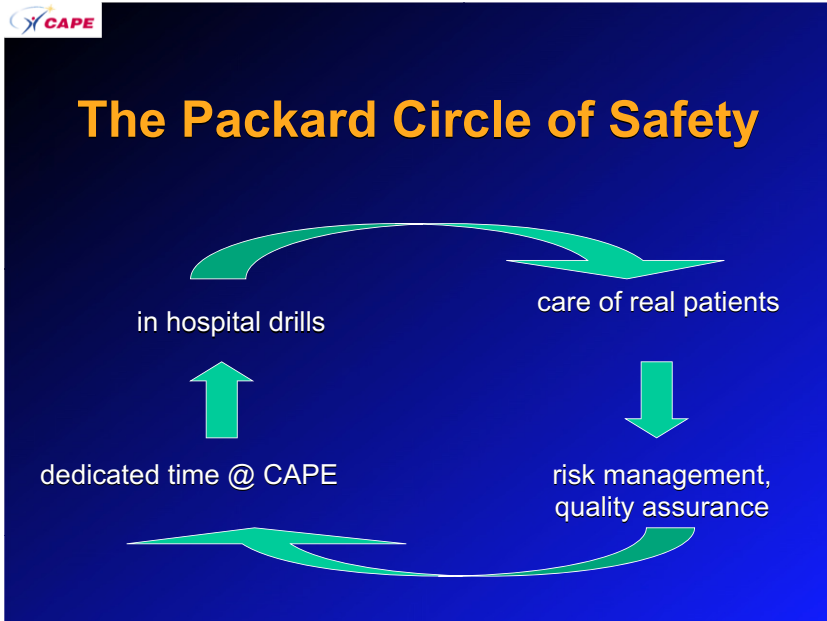 CAPE
The Packard Circle of Safety
care of real patients
in hospital drills
dedicated time @ CAPE
risk management,
quality assurance